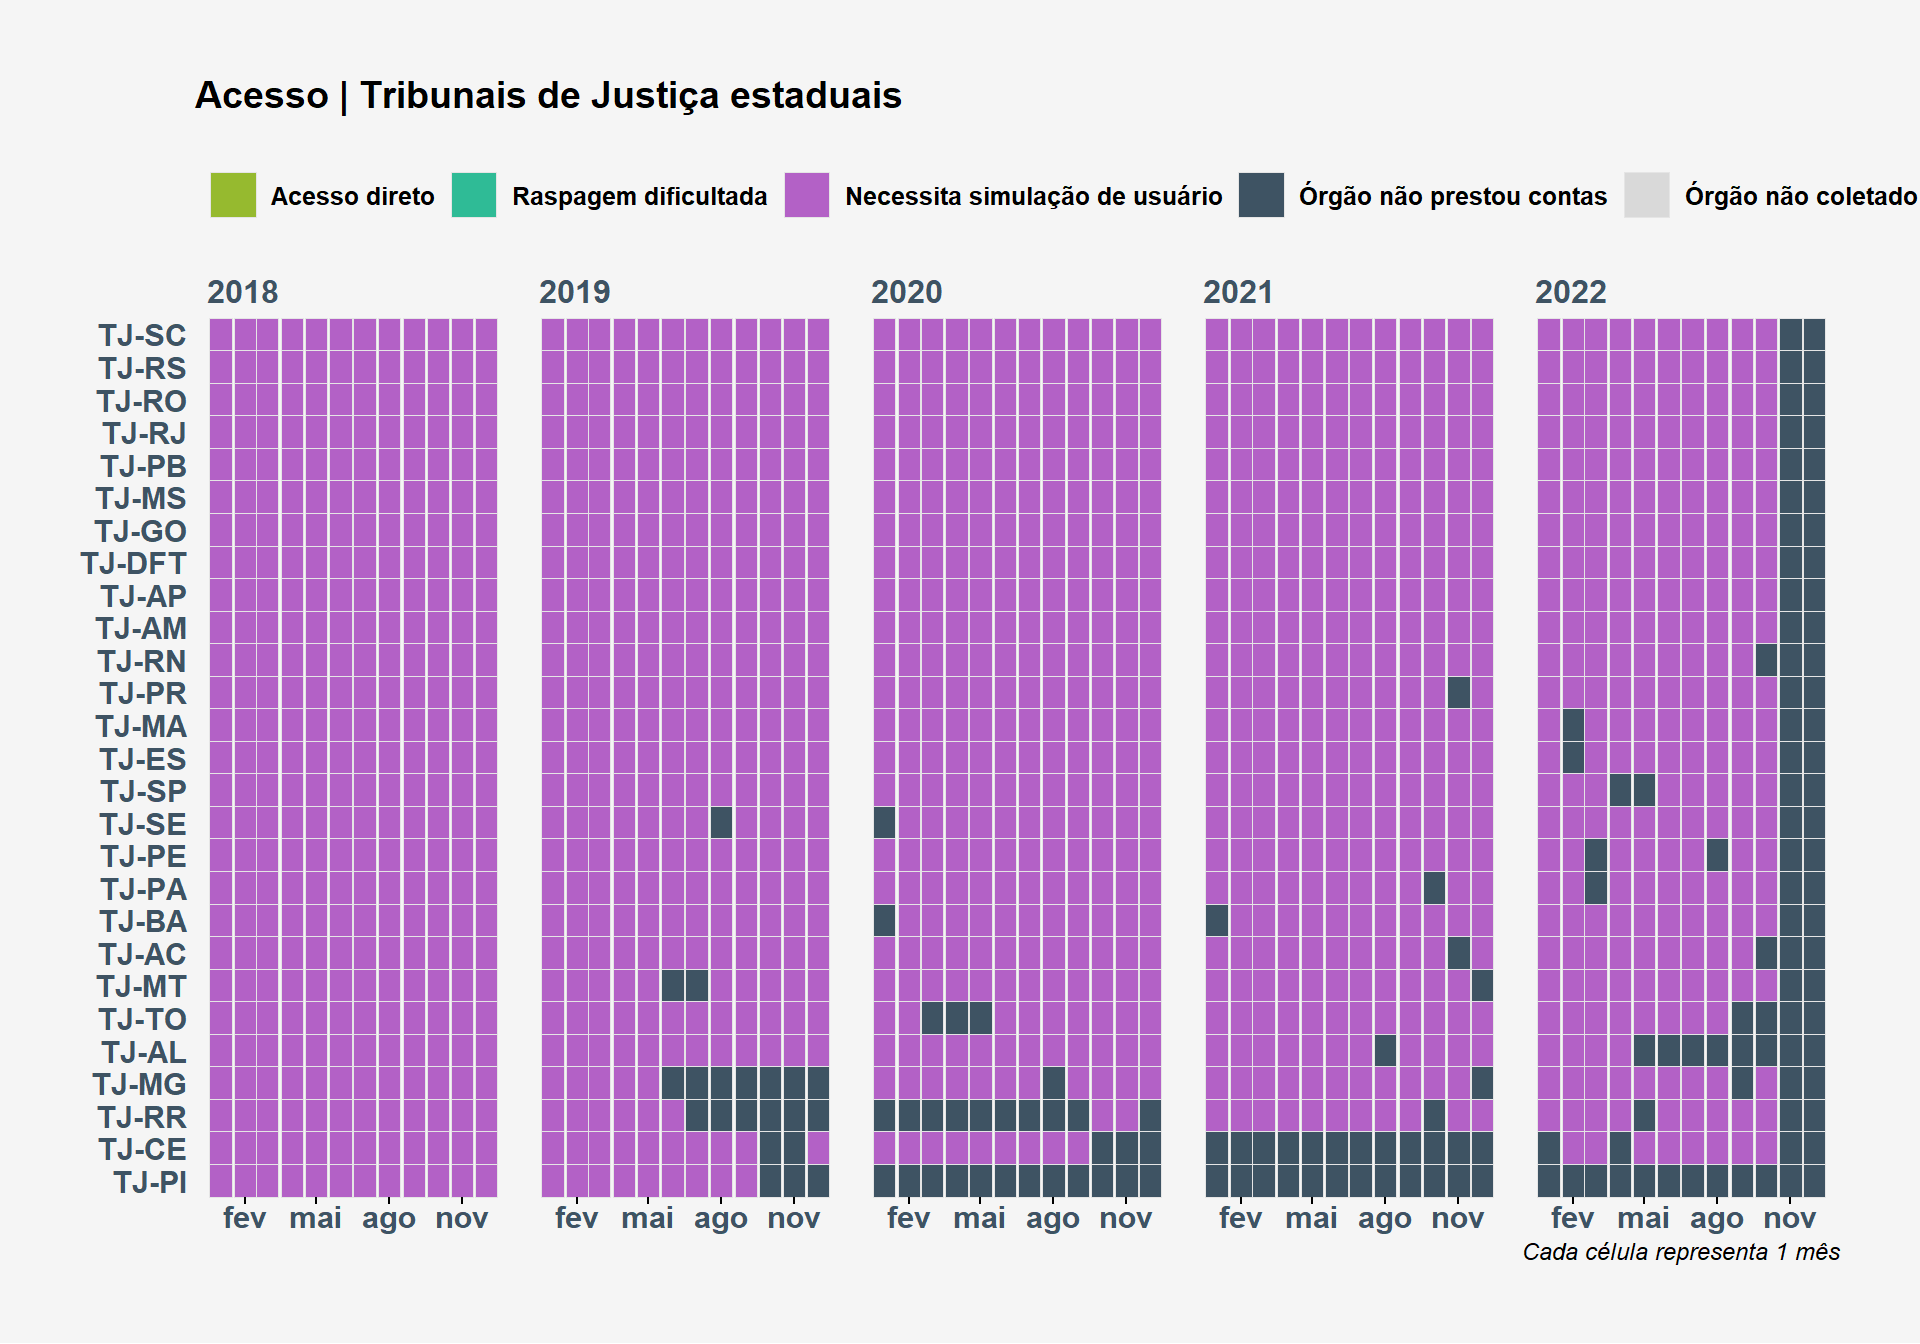 Acesso | Tribunais de Justiça estaduais
Acesso direto Raspagem dificultada Necessita simulação de usuário Órgão não prestou contas Órgão não coletado
2018 2019 2020 2021 2022
TJ-SC
TJ-RS
TJ-RO
TJ-RJ
TJ-PB
TJ-MS
TJ-GO
TJ-DFT
TJ-AP
TJ-AM
TJ-RN
TJ-PR
TJ-MA
TJ-ES
TJ-SP
TJ-SE
TJ-PE
TJ-PA
TJ-BA
TJ-AC
TJ-MT
TJ-TO
TJ-AL
TJ-MG
TJ-RR
TJ-CE
TJ-PI
fev mai ago nov fev mai ago nov fev mai ago nov fev mai ago nov fev mai ago nov
Cada célula representa 1 mês